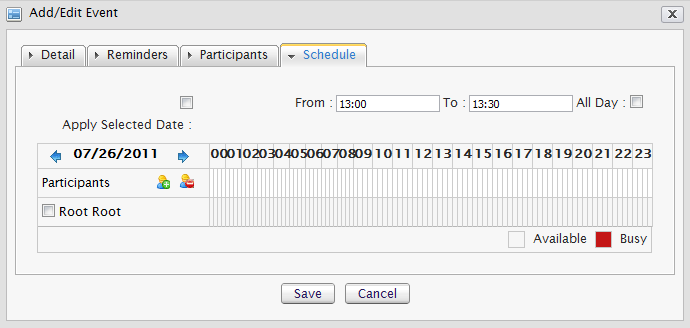 Add/Edit Event
Detail Reminders Participants Schedule
From : 13:00 To : 13:30 All Day :
Apply Selected Date :
07/26/2011 00 01 02 03 04 05 06 07 08 09 10 11 12 13 14 15 16 17 18 19 20 21 22 23
Participants
Root Root
Available Busy
Save Cancel